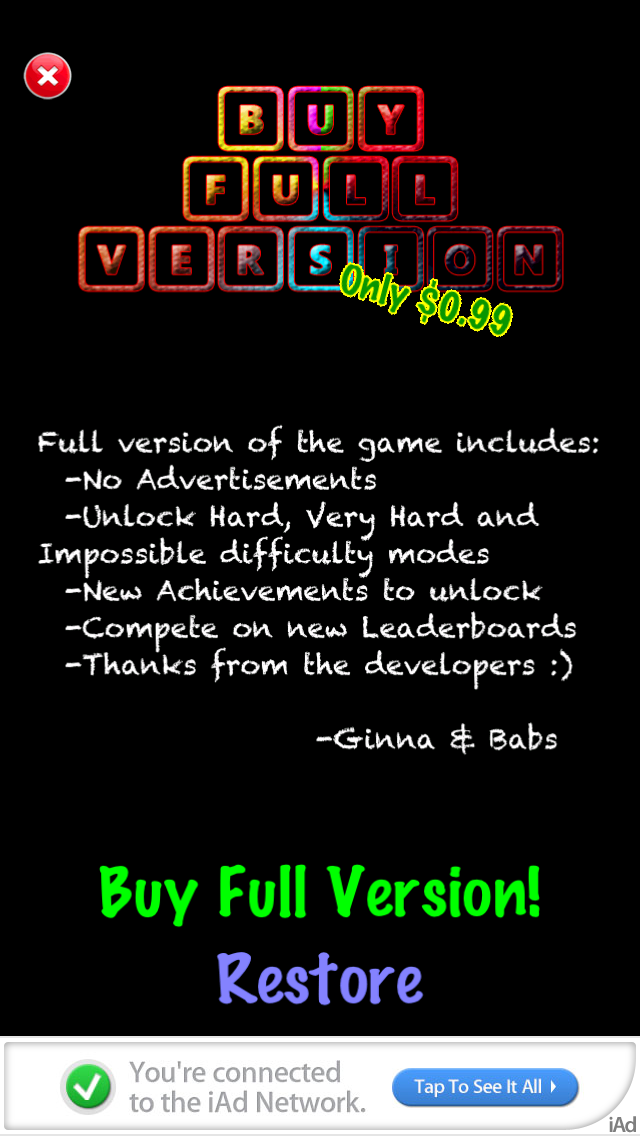 BUY
FULL
VERSION
Only $0.99
Full version of the game includes:
-No Advertisements
-Unlock Hard, Very Hard and
Impossible difficulty modes
-New Achievements to unlock
-Compete on new Leaderboards
-Thanks from the developers :)
-Ginna & Babs
Buy Full Version!
Restore
You're connected
to the iAd Network.
Tap To See It All
iAd